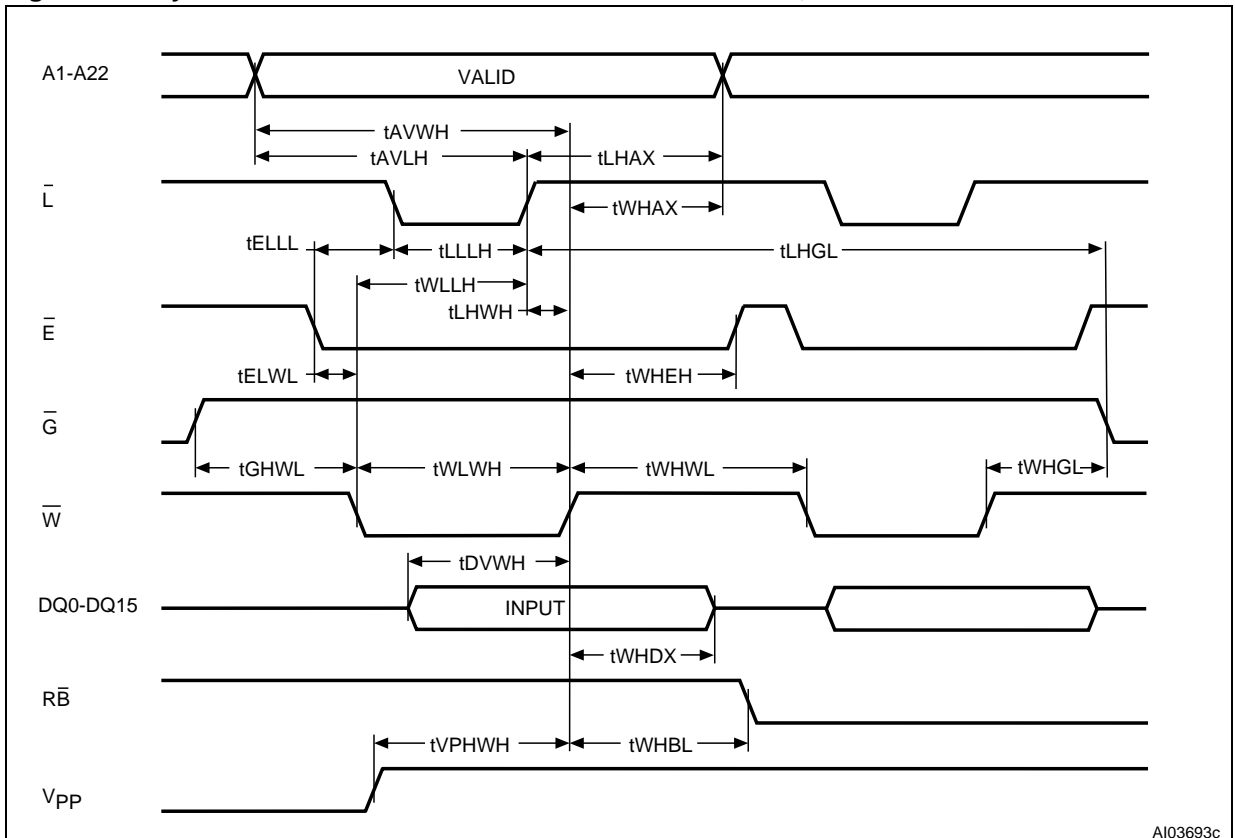 A1-A22
VALID
tAVWH
tAVLH
tLHAX
L̅
tWHAX
tELLL
tLLLH
tLHGL
tWLLH
tLHWH
E̅
tELWL
tWHEH
G̅
tGHWL
tWLWH
tWHWL
tWHGL
W̅
tDVWH
DQ0-DQ15
INPUT
tWHDX
RB̅
tVPHWH
tWHBL
VPP
AI03693c